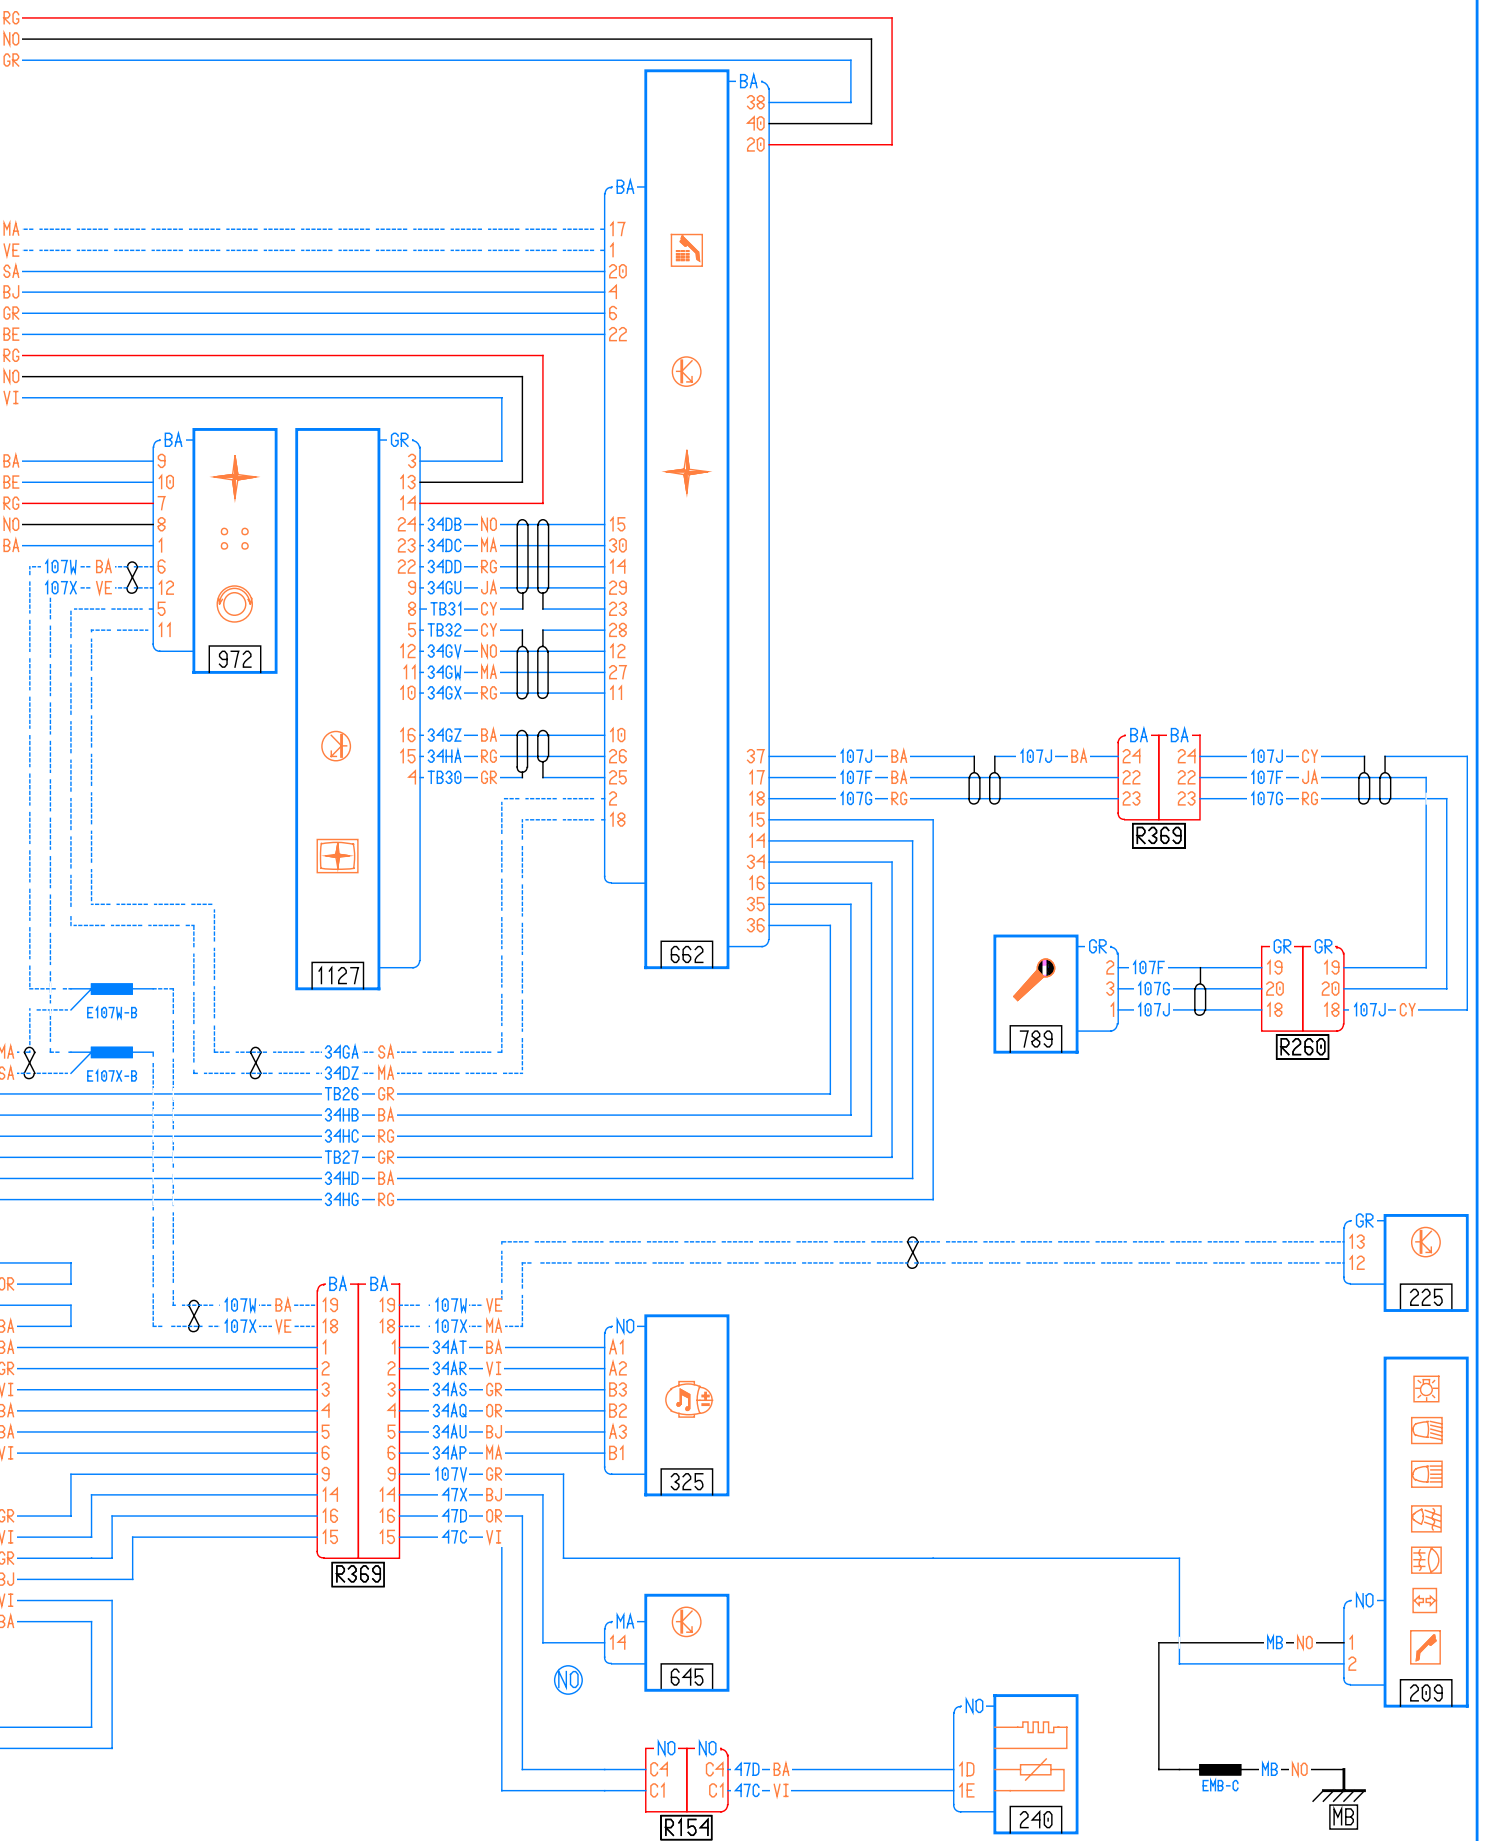 RG
NO
GR
BA
38
40
20
BA
MA 17
VE 1
SA 20
BJ 4
GR 6
BE 22
RG
NO
VI
BA GR
BA 9 3
BE 10 13
RG 7 14
NO 8 24 34DB NO 15
BA 1 23 34DC MA 30
107W BA 6 22 34DD RG 14
107X VE 12 9 34GU JA 29
5 8 TB31 CY 23
11 5 TB32 CY 28
972 12 34GV NO 12
11 34GW MA 27
10 34GX RG 11
16 34GZ BA 10
15 34HA RG 26
4 TB30 GR 25
2
18
BA BA
37 107J BA 107J BA 24 24 107J CY
17 107F BA 22 22 107F JA
18 107G RG 23 23 107G RG
15 R369
14
34
16
35
36
1127 662
GR GR GR
2 107F 19 19
3 107G 20 20
1 107J 18 18 107J CY
789 R260
E107W-B
E107X-B
MA 34GA SA
SA 34DZ MA
TB26 GR
34HB BA
34HC RG
TB27 GR
34HD BA
34HG RG
GR
13
12
225
OR BA BA
107W BA 19 19 107W VE
BA 107X VE 18 18 107X MA NO
BA 1 1 34AT BA A1
GR 2 2 34AR VI A2
VI 3 3 34AS GR B3
BA 4 4 34AQ OR B2
BA 5 5 34AU BJ A3
VI 6 6 34AP MA B1
9 9 107V GR 325
14 14 47X BJ
GR 16 16 47D OR
VI 15 15 47C VI
GR R369
BJ
VI
BA
MA
14
645
NO
NO
MB NO 1
2
209
NO NO NO
C4 C4 47D BA 1D
C1 C1 47C VI 1E
R154 240
EMB-C MB NO
MB